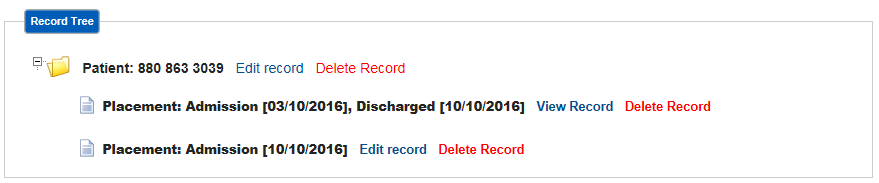 Record Tree
Patient: 880 863 3039 Edit record Delete Record
Placement: Admission [03/10/2016], Discharged [10/10/2016] View Record Delete Record
Placement: Admission [10/10/2016] Edit record Delete Record